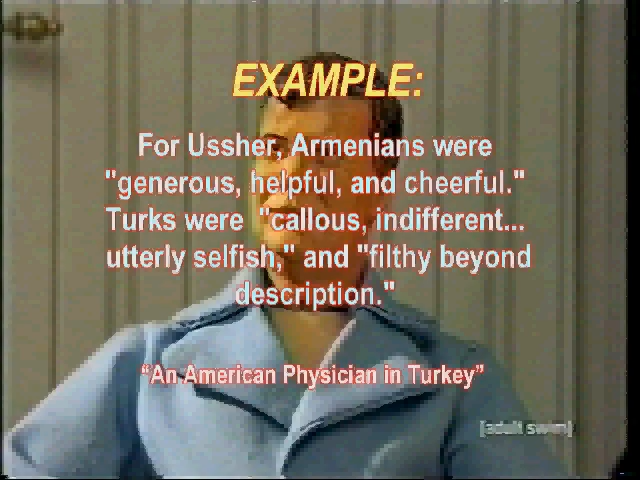 EXAMPLE:
For Ussher, Armenians were
"generous, helpful, and cheerful."
Turks were "callous, indifferent...
utterly selfish," and "filthy beyond
description."
“An American Physician in Turkey”
[adult swim]